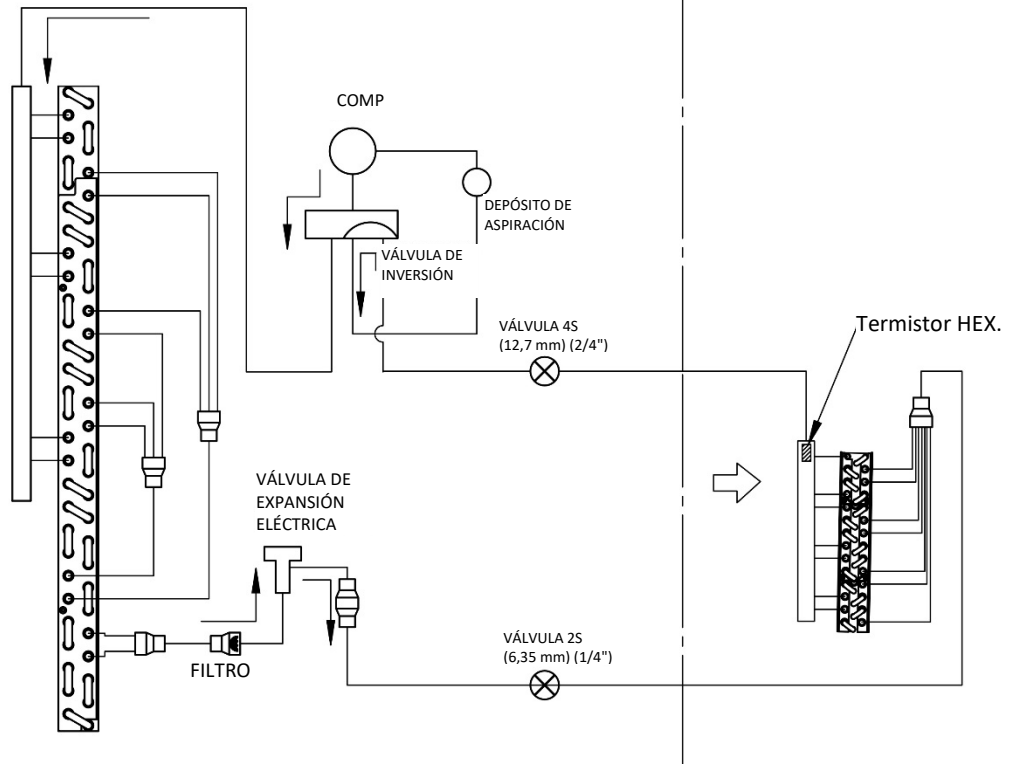 COMP
DEPÓSITO DE
ASPIRACIÓN
VÁLVULA DE
INVERSIÓN
VÁLVULA 4S
(12,7 mm) (2/4")
Termistor HEX.
VÁLVULA DE
EXPANSIÓN
ELÉCTRICA
FILTRO
VÁLVULA 2S
(6,35 mm) (1/4")